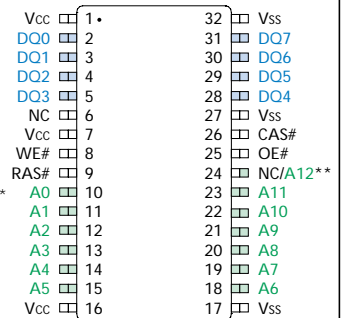 Vcc 1 • 32 Vss
DQ0 2 31 DQ7
DQ1 3 30 DQ6
DQ2 4 29 DQ5
DQ3 5 28 DQ4
NC 6 27 Vss
Vcc 7 26 CAS#
WE# 8 25 OE#
RAS# 9 24 NC/A12**
* A0 10 23 A11
A1 11 22 A10
A2 12 21 A9
A3 13 20 A8
A4 14 19 A7
A5 15 18 A6
Vcc 16 17 Vss